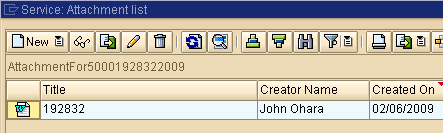 Service: Attachment list
New
AttachmentFor50001928322009
Title Creator Name Created On
192832 John Ohara 02/06/2009